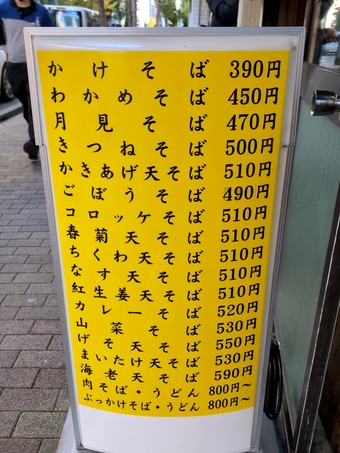 かけそば 390円
わかめそば 450円
月見そば 470円
きつねそば 500円
かきあげ天そば 510円
ごぼうそば 490円
コロッケそば 510円
春菊天そば 510円
ちくわ天そば 510円
なす天そば 510円
紅生姜天そば 510円
カレーそば 520円
山菜そば 530円
げそ天そば 550円
まいたけ天そば 530円
海老天そば 590円
肉そば・うどん 800円〜
ぶっかけそば・うどん 800円〜